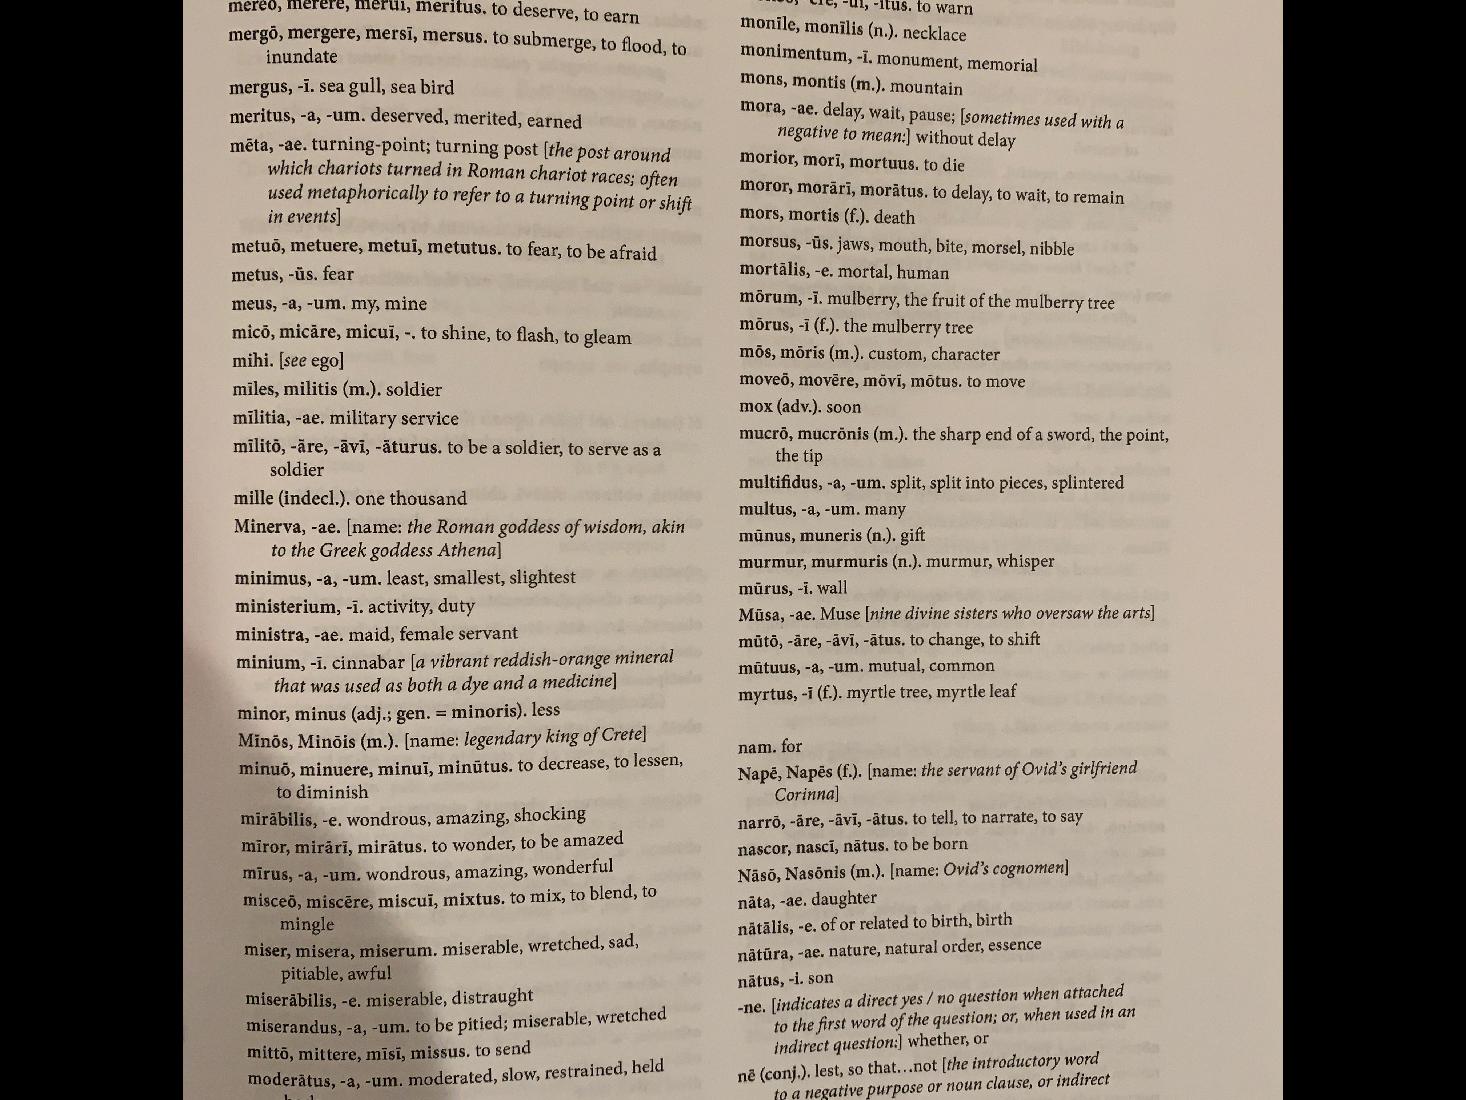 mereō, merēre, meruī, meritus. to deserve, to earn
mergō, mergere, mersī, mersus. to submerge, to flood, to
inundate
mergus, -ī. sea gull, sea bird
meritus, -a, -um. deserved, merited, earned
mēta, -ae. turning-point; turning post [the post around
which chariots turned in Roman chariot races; often
used metaphorically to refer to a turning point or shift
in events]
metuō, metuere, metuī, metutus. to fear, to be afraid
metus, -ūs. fear
meus, -a, -um. my, mine
micō, micāre, micuī, -. to shine, to flash, to gleam
mihi. [see ego]
mīles, mīlitis (m.). soldier
mīlitia, -ae. military service
mīlitō, -āre, -āvī, -āturus. to be a soldier, to serve as a
soldier
mille (indecl.). one thousand
Minerva, -ae. [name: the Roman goddess of wisdom, akin
to the Greek goddess Athena]
minimus, -a, -um. least, smallest, slightest
ministerium, -ī. activity, duty
ministra, -ae. maid, female servant
minium, -ī. cinnabar [a vibrant reddish-orange mineral
that was used as both a dye and a medicine]
minor, minus (adj.; gen. = minoris). less
Mīnōs, Mīnōis (m.). [name: legendary king of Crete]
minuō, minuere, minuī, minūtus. to decrease, to lessen,
to diminish
mīrābilis, -e. wondrous, amazing, shocking
mīror, mirārī, mirātus. to wonder, to be amazed
mīrus, -a, -um. wondrous, amazing, wonderful
misceō, miscēre, miscuī, mixtus. to mix, to blend, to
mingle
miser, misera, miserum. miserable, wretched, sad,
pitiable, awful
miserābilis, -e. miserable, distraught
miserandus, -a, -um. to be pitied; miserable, wretched
mittō, mittere, mīsī, missus. to send
moderātus, -a, -um. moderated, slow, restrained, held
-uī, -itus. to warn
monīle, monīlis (n.). necklace
monimentum, -ī. monument, memorial
mons, montis (m.). mountain
mora, -ae. delay, wait, pause; [sometimes used with a
negative to mean:] without delay
morior, morī, mortuus. to die
moror, morārī, morātus. to delay, to wait, to remain
mors, mortis (f.). death
morsus, -ūs. jaws, mouth, bite, morsel, nibble
mortālis, -e. mortal, human
mōrum, -ī. mulberry, the fruit of the mulberry tree
mōrus, -ī (f.). the mulberry tree
mōs, mōris (m.). custom, character
moveō, movēre, mōvī, mōtus. to move
mox (adv.). soon
mucrō, mucrōnis (m.). the sharp end of a sword, the point,
the tip
multifidus, -a, -um. split, split into pieces, splintered
multus, -a, -um. many
mūnus, muneris (n.). gift
murmur, murmuris (n.). murmur, whisper
mūrus, -ī. wall
Mūsa, -ae. Muse [nine divine sisters who oversaw the arts]
mūtō, -āre, -āvī, -ātus. to change, to shift
mūtuus, -a, -um. mutual, common
myrtus, -ī (f.). myrtle tree, myrtle leaf
nam. for
Napē, Napēs (f.). [name: the servant of Ovid's girlfriend
Corinna]
narrō, -āre, -āvī, -ātus. to tell, to narrate, to say
nascor, nascī, nātus. to be born
Nāsō, Nasōnis (m.). [name: Ovid's cognomen]
nāta, -ae. daughter
nātālis, -e. of or related to birth, birth
nātūra, -ae. nature, natural order, essence
nātus, -i. son
-ne. [indicates a direct yes / no question when attached
to the first word of the question; or, when used in an
indirect question:] whether, or
nē (conj.). lest, so that…not [the introductory word
to a negative purpose or noun clause, or indirect